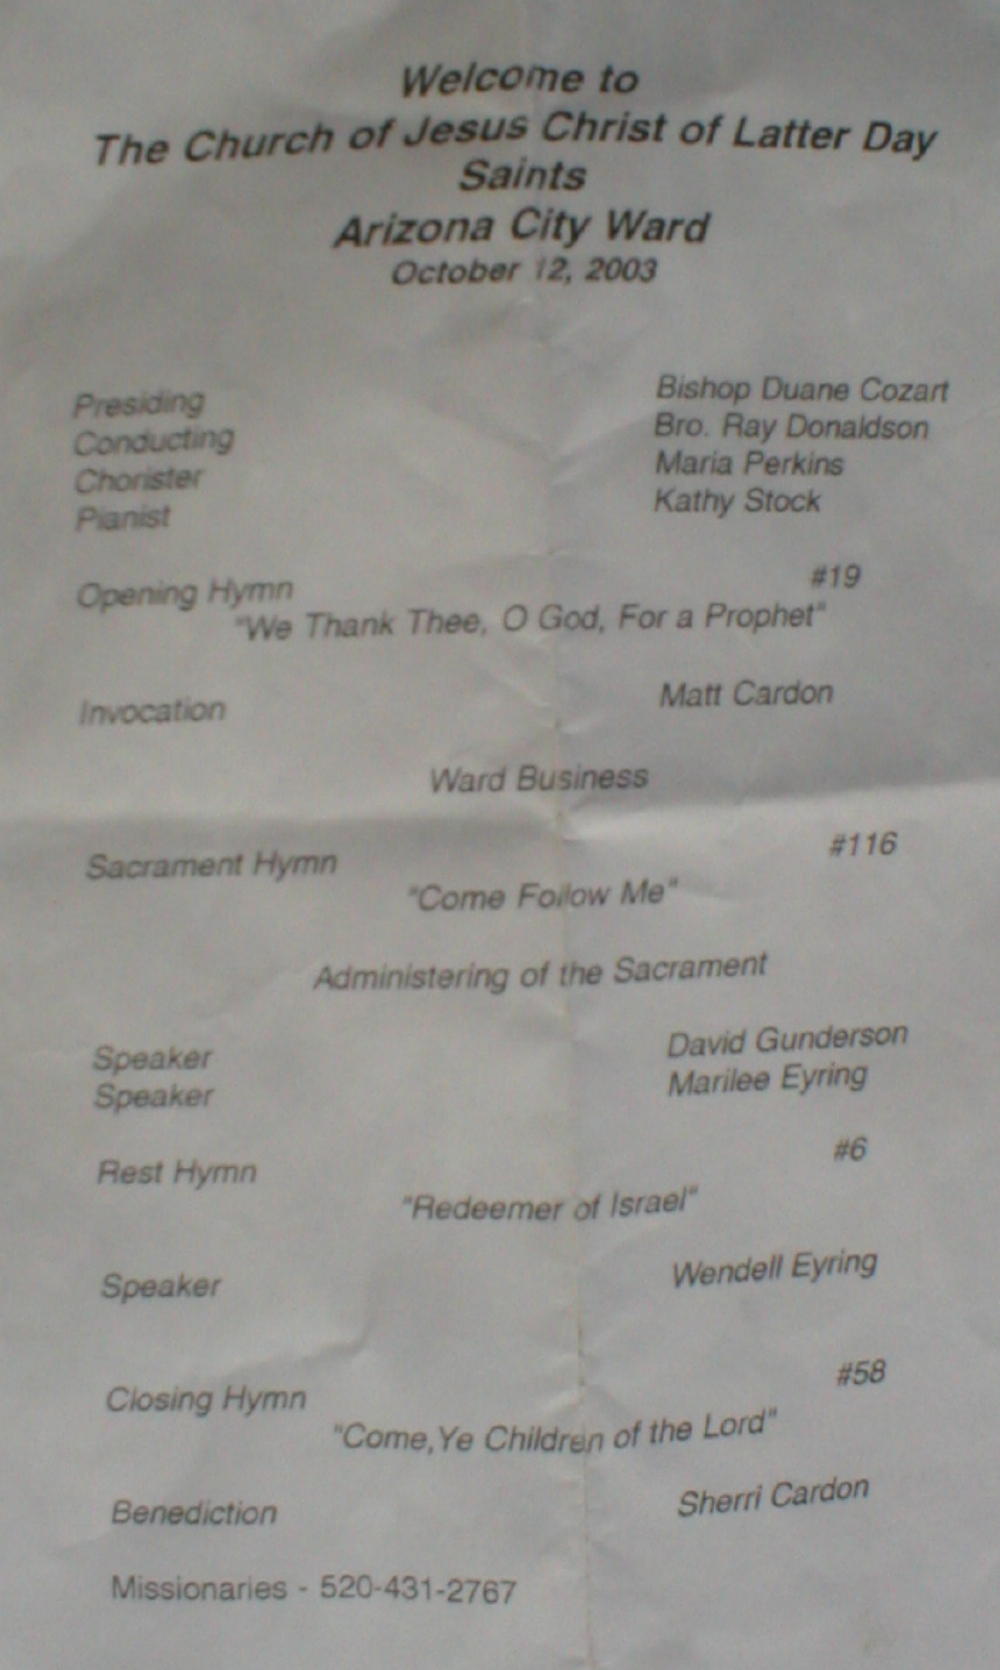 Welcome to
The Church of Jesus Christ of Latter Day
Saints
Arizona City Ward
October 12, 2003
Presiding Bishop Duane Cozart
Conducting Bro. Ray Donaldson
Chorister Maria Perkins
Pianist Kathy Stock
Opening Hymn #19
"We Thank Thee, O God, For a Prophet"
Invocation Matt Cardon
Ward Business
Sacrament Hymn #116
"Come Follow Me"
Administering of the Sacrament
Speaker David Gunderson
Speaker Marilee Eyring
Rest Hymn #6
"Redeemer of Israel"
Speaker Wendell Eyring
Closing Hymn #58
"Come,Ye Children of the Lord"
Benediction Sherri Cardon
Missionaries - 520-431-2767